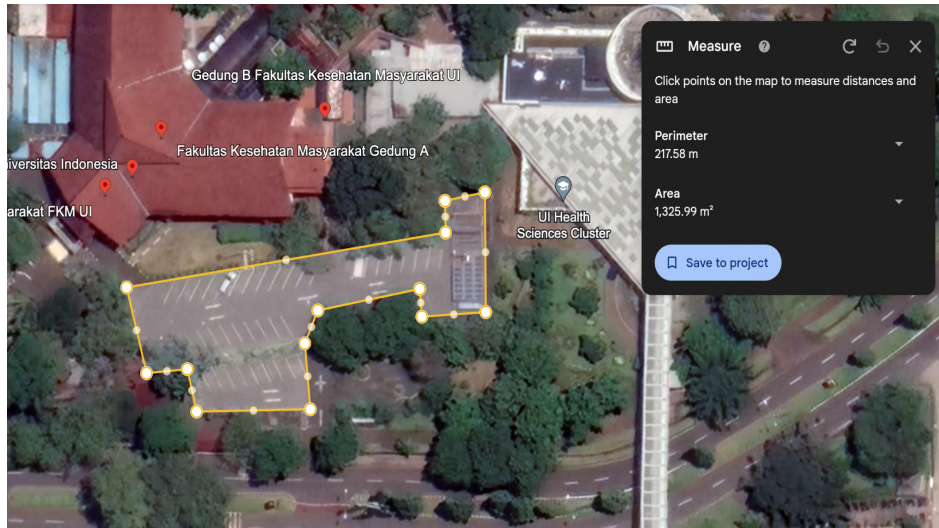 Gedung B Fakultas Kesehatan Masyarakat UI
Fakultas Kesehatan Masyarakat Gedung A
iversitas Indonesia
arakat FKM UI
UI Health
Sciences Cluster
Measure
Click points on the map to measure distances and
area
Perimeter
217.58 m
Area
1,325.99 m²
Save to project